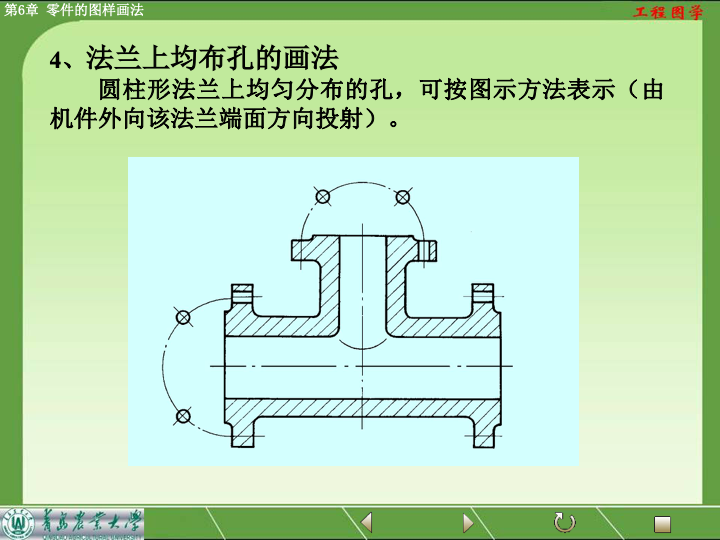 第6章 零件的图样画法
工程图学
4、法兰上均布孔的画法
圆柱形法兰上均匀分布的孔，可按图示方法表示（由
机件外向该法兰端面方向投射）。
青岛农业大学